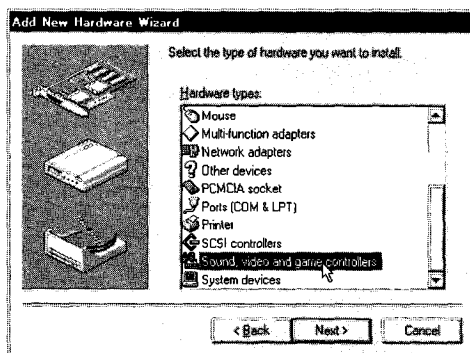 Add New Hardware Wizard
Select the type of hardware you want to install.
Hardware types:
Mouse
Multi-function adapters
Network adapters
Other devices
PCMCIA socket
Ports (COM & LPT)
Printer
SCSI controllers
Sound, video and game controllers
System devices
< Back
Next >
Cancel